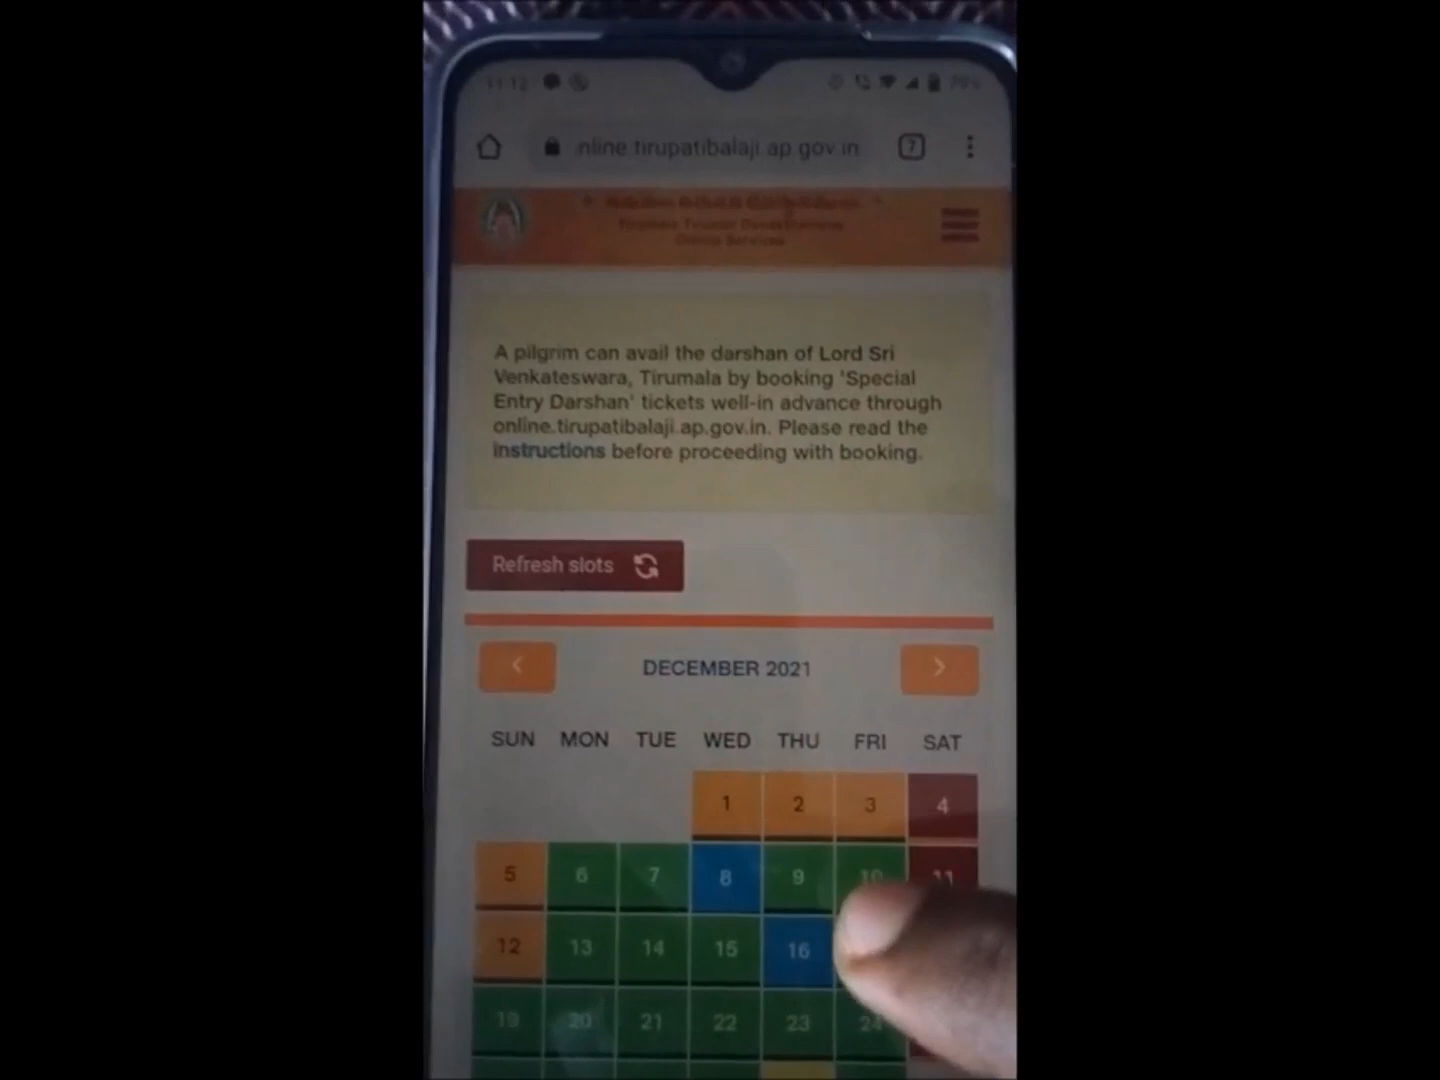 11:12
79%
nline.tirupatibalaji.ap.gov.in
7
Tirumala Tirupati Devasthanams
Online Services
A pilgrim can avail the darshan of Lord Sri
Venkateswara, Tirumala by booking 'Special
Entry Darshan' tickets well-in advance through
online.tirupatibalaji.ap.gov.in. Please read the
instructions before proceeding with booking.
Refresh slots
< DECEMBER 2021 >
SUN MON TUE WED THU FRI SAT
1 2 3 4
5 6 7 8 9 10 11
12 13 14 15 16
19 20 21 22 23 24